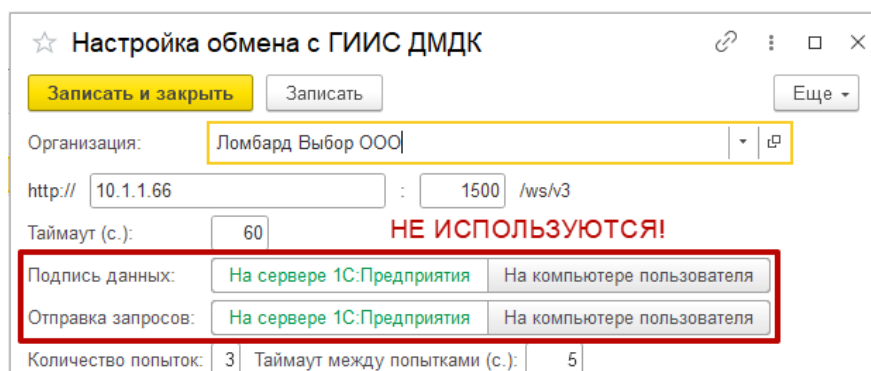 Настройка обмена с ГИИС ДМДК
Записать и закрыть Записать Еще
Организация: Ломбард Выбор ООО
http:// 10.1.1.66 : 1500 /ws/v3
Таймаут (с.): 60 НЕ ИСПОЛЬЗУЮТСЯ!
Подпись данных: На сервере 1С:Предприятия На компьютере пользователя
Отправка запросов: На сервере 1С:Предприятия На компьютере пользователя
Количество попыток: 3 Таймаут между попытками (с.): 5